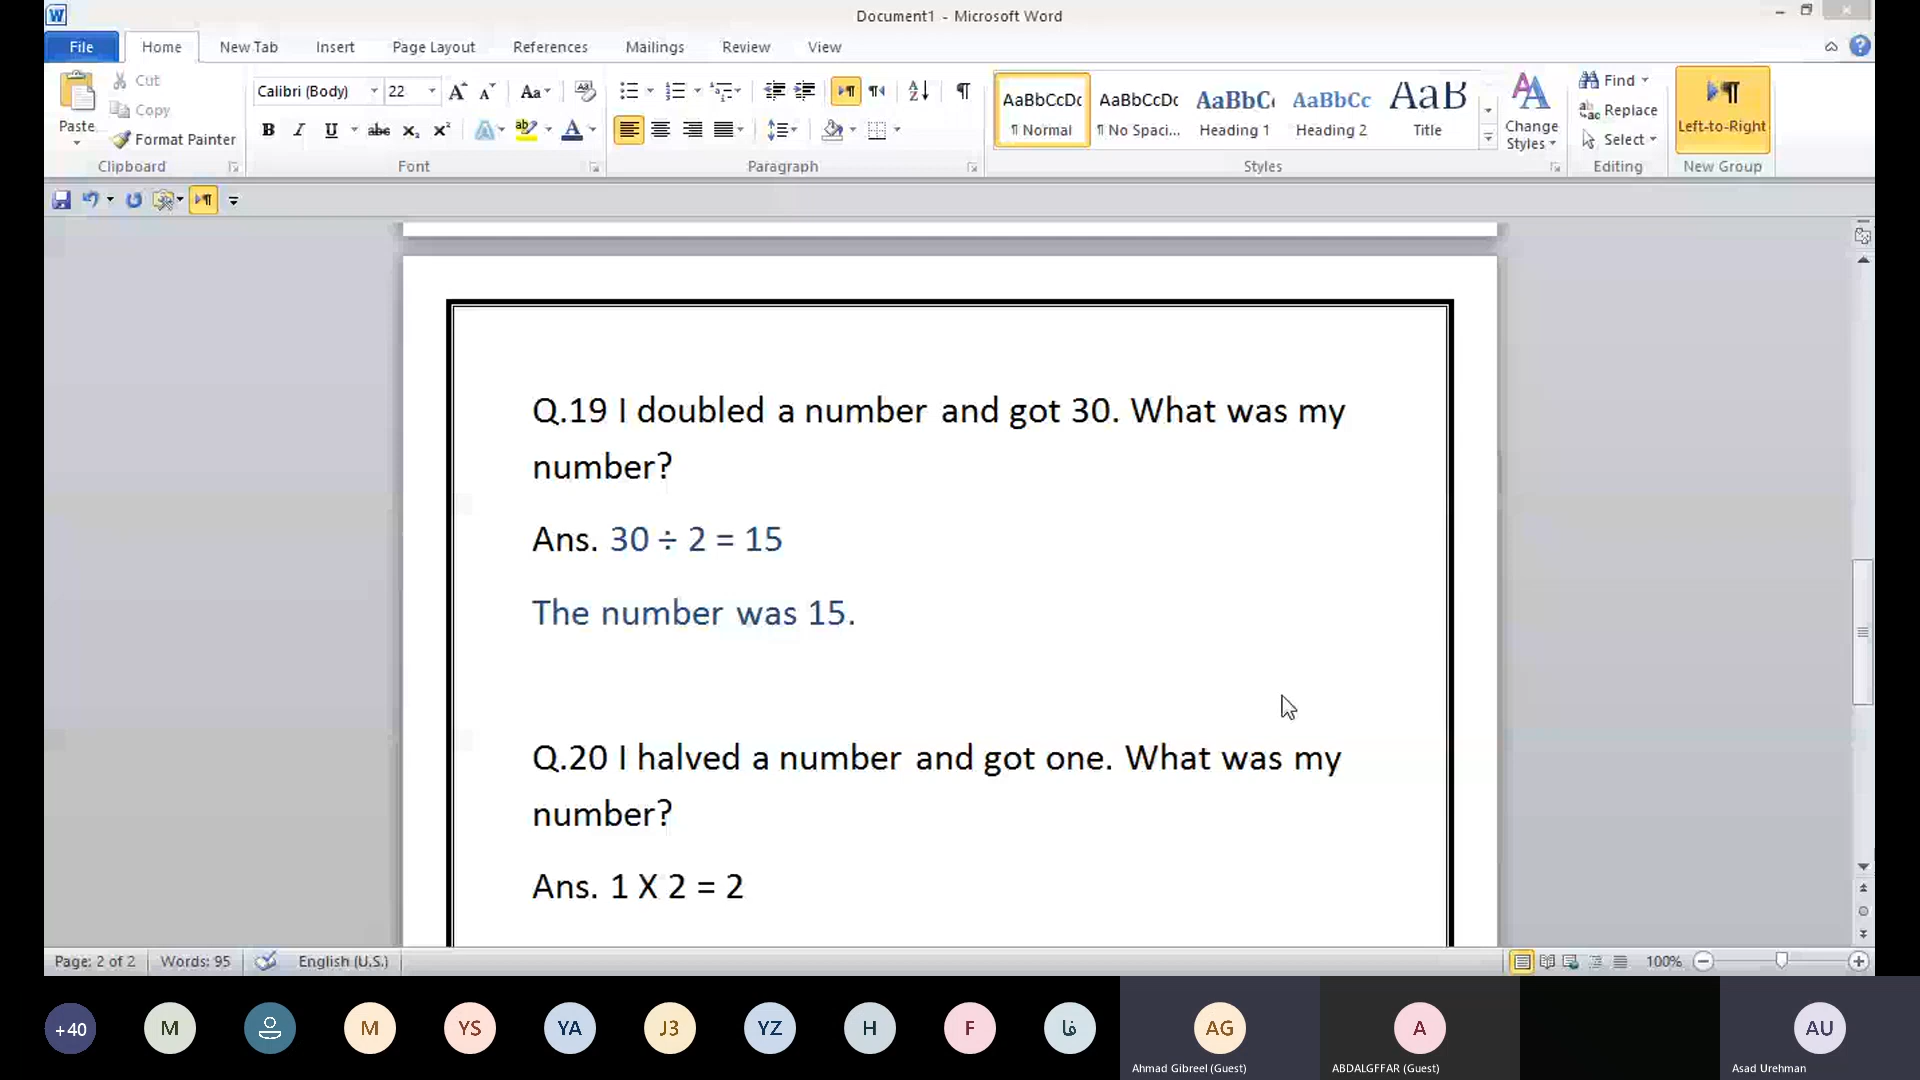 Document1 - Microsoft Word
File Home New Tab Insert Page Layout References Mailings Review View
Paste Cut Copy Format Painter
Calibri (Body) 22
AaBbCcDc AaBbCcDc AaBbC AaBbCc AaB
¶ Normal ¶ No Spaci... Heading 1 Heading 2 Title
Change Styles
Find Replace Select
Left-to-Right
Clipboard Font Paragraph Styles Editing New Group
Q.19 I doubled a number and got 30. What was my
number?
Ans. 30 ÷ 2 = 15
The number was 15.
Q.20 I halved a number and got one. What was my
number?
Ans. 1 X 2 = 2
Page: 2 of 2 Words: 95 English (U.S.) 100%
+40 M M YS YA J3 YZ H F فا AG A AU
Ahmad Gibreel (Guest) ABDALGFFAR (Guest) Asad Urehman